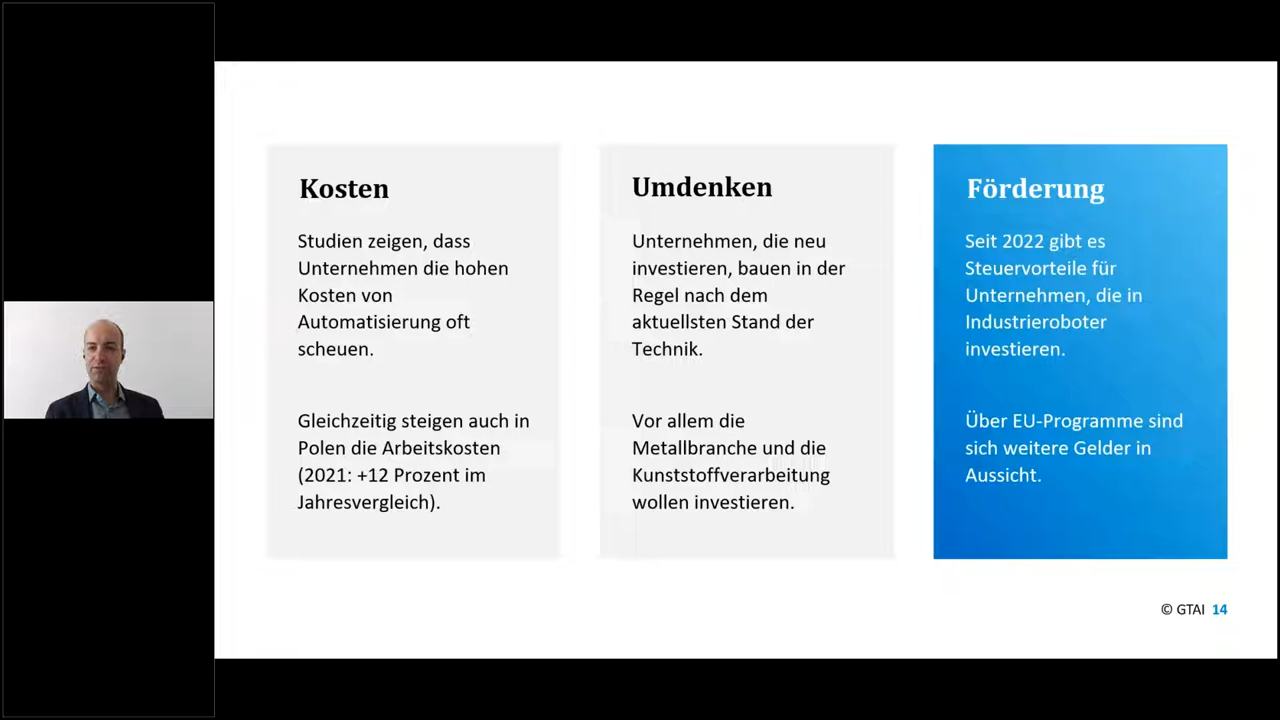 Kosten
Studien zeigen, dass
Unternehmen die hohen
Kosten von
Automatisierung oft
scheuen.
Gleichzeitig steigen auch in
Polen die Arbeitskosten
(2021: +12 Prozent im
Jahresvergleich).
Umdenken
Unternehmen, die neu
investieren, bauen in der
Regel nach dem
aktuellsten Stand der
Technik.
Vor allem die
Metallbranche und die
Kunststoffverarbeitung
wollen investieren.
Förderung
Seit 2022 gibt es
Steuervorteile für
Unternehmen, die in
Industrieroboter
investieren.
Über EU-Programme sind
sich weitere Gelder in
Aussicht.
© GTAI 14